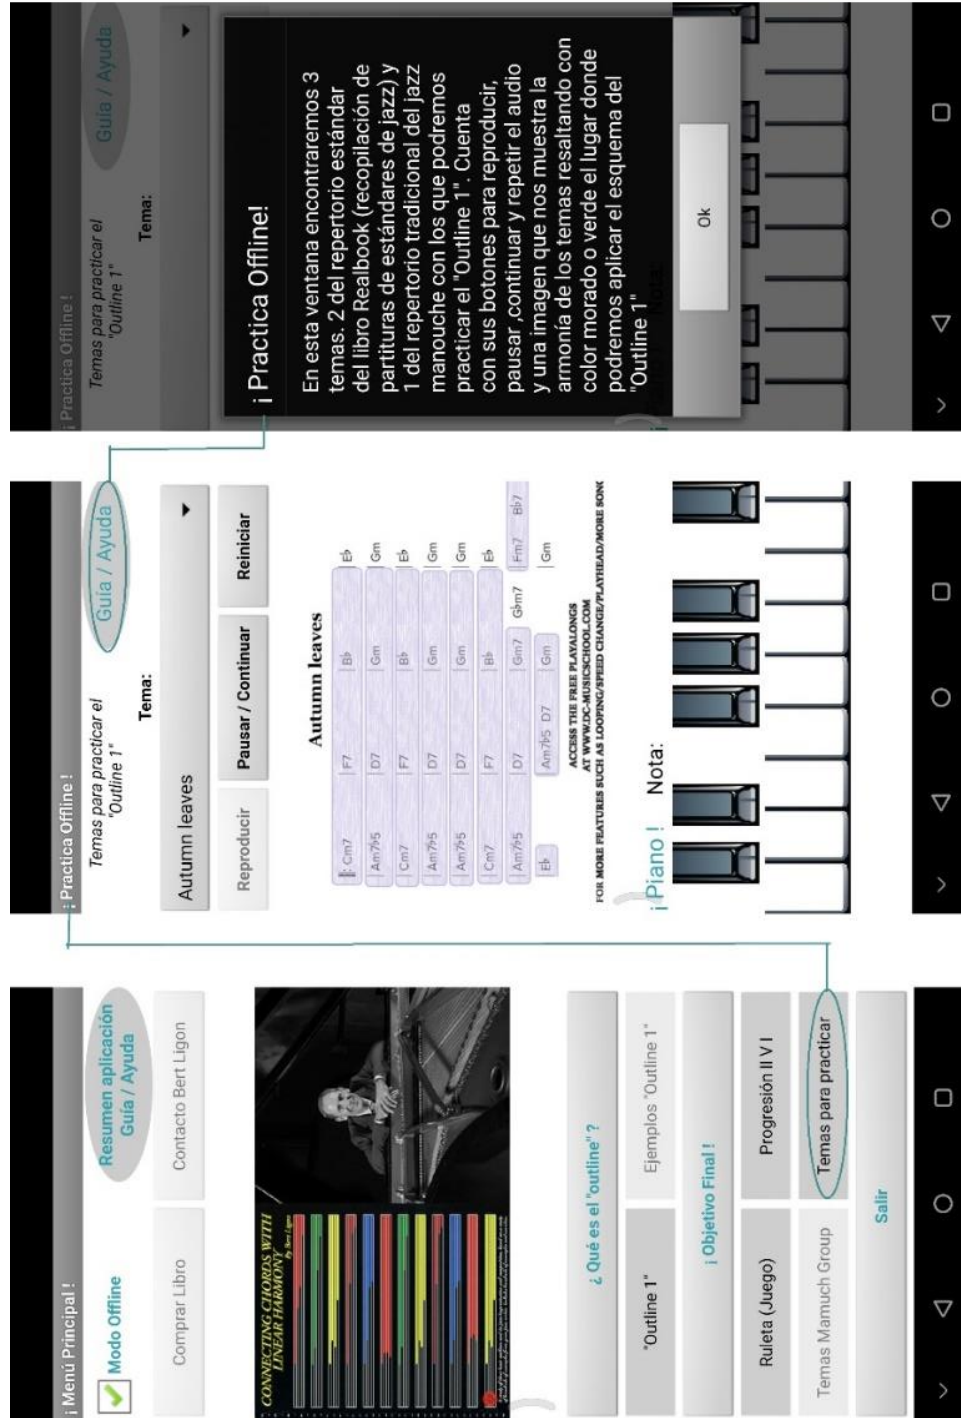 ¡ Menú Principal !
Modo Offline
Resumen aplicación
Guía / Ayuda
Comprar Libro
Contacto Bert Ligon
CONNECTING CHORDS WITH
LINEAR HARMONY
By Bert Ligon
¿ Qué es el "outline" ?
"Outline 1"
Ejemplos "Outline 1"
¡ Objetivo Final !
Ruleta (Juego)
Progresión II V I
Temas Mamuch Group
Temas para practicar
Salir
¡ Practica Offline !
Temas para practicar el
"Outline 1"
Guía / Ayuda
Tema:
Autumn leaves
Reproducir
Pausar / Continuar
Reiniciar
Autumn leaves
Cm7 | F7 | B♭ | E♭
| Am7♭5 | D7 | Gm | Gm
| Cm7 | F7 | B♭ | E♭
| Am7♭5 | D7 | Gm | Gm
| Am7♭5 | D7 | Gm | Gm
| Cm7 | F7 | B♭ | E♭
| Am7♭5 | D7 | Gm7 G♭m7 | Fm7 B♭7
| E♭ | Am7♭5 D7 | Gm | Gm
ACCESS THE FREE PLAYALONGS
AT WWW.DC-MUSICSCHOOL.COM
FOR MORE FEATURES SUCH AS LOOPING/SPEED CHANGE/PLAYHEAD/MORE SONG
¡ Piano ! Nota:
¡ Practica Offline !
Temas para practicar el
"Outline 1"
Guía / Ayuda
Tema:
¡ Practica Offline!
En esta ventana encontraremos 3
temas. 2 del repertorio estándar
del libro Realbook (recopilación de
partituras de estándares de jazz) y
1 del repertorio tradicional del jazz
manouche con los que podremos
practicar el "Outline 1". Cuenta
con sus botones para reproducir,
pausar ,continuar y repetir el audio
y una imagen que nos muestra la
armonía de los temas resaltando con
color morado o verde el lugar donde
podremos aplicar el esquema del
"Outline 1"
Nota:
Ok